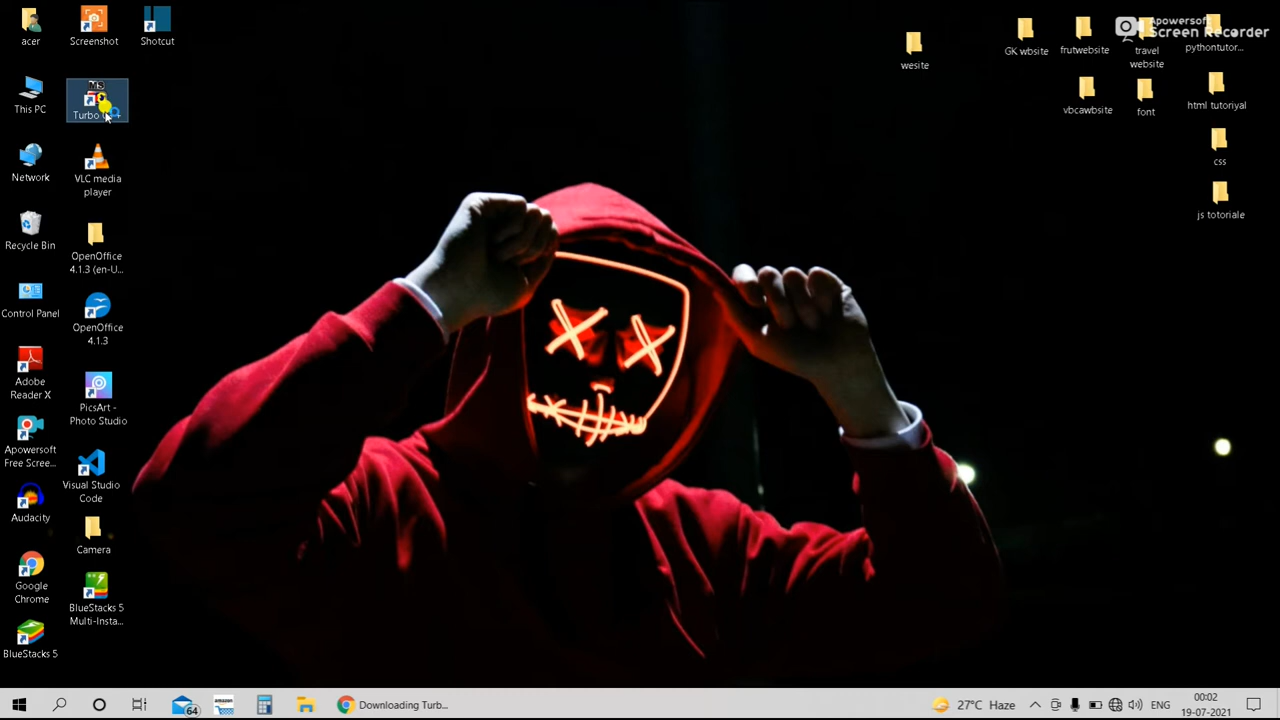 acer
Screenshot
Shotcut
This PC
Turbo
Network
VLC media
player
Recycle Bin
OpenOffice
4.1.3 (en-U...
Control Panel
OpenOffice
4.1.3
Adobe
Reader X
PicsArt -
Photo Studio
Apowersoft
Free Scree...
Visual Studio
Code
Audacity
Camera
Google
Chrome
BlueStacks 5
Multi-Insta...
BlueStacks 5
wesite
GK wbsite
frutwebsite
travel
website
pythontutor...
Apowersoft
Screen Recorder
vbcawbsite
font
html tutoriyal
css
js totoriale
64
amazon
Downloading Turb...
27°C Haze
ENG
00:02
19-07-2021